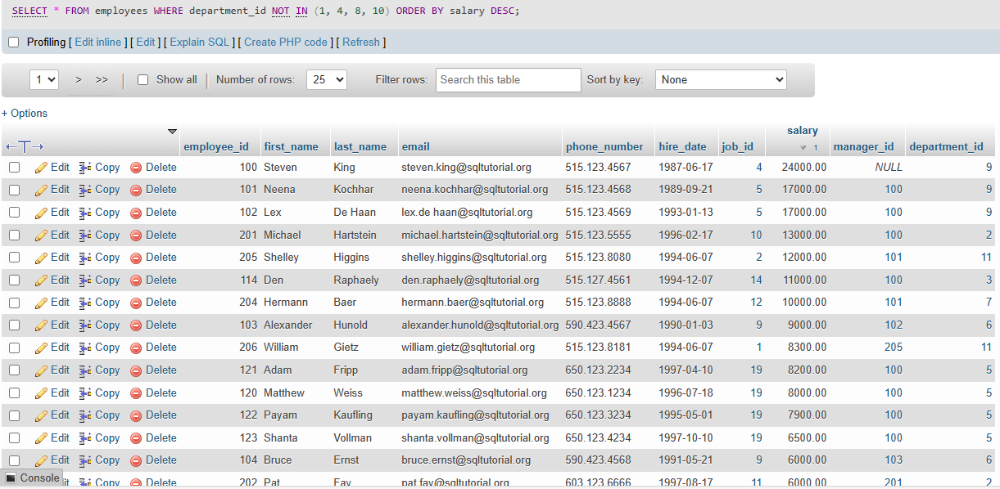 SELECT * FROM employees WHERE department_id NOT IN (1, 4, 8, 10) ORDER BY salary DESC;
Profiling [ Edit inline ] [ Edit ] [ Explain SQL ] [ Create PHP code ] [ Refresh ]
1 > >> | Show all | Number of rows: 25 Filter rows: Search this table Sort by key: None
+ Options
employee_id first_name last_name email phone_number hire_date job_id salary 1 manager_id department_id
Edit Copy Delete 100 Steven King steven.king@sqltutorial.org 515.123.4567 1987-06-17 4 24000.00 NULL 9
Edit Copy Delete 101 Neena Kochhar neena.kochhar@sqltutorial.org 515.123.4568 1989-09-21 5 17000.00 100 9
Edit Copy Delete 102 Lex De Haan lex.de haan@sqltutorial.org 515.123.4569 1993-01-13 5 17000.00 100 9
Edit Copy Delete 201 Michael Hartstein michael.hartstein@sqltutorial.org 515.123.5555 1996-02-17 10 13000.00 100 2
Edit Copy Delete 205 Shelley Higgins shelley.higgins@sqltutorial.org 515.123.8080 1994-06-07 2 12000.00 101 11
Edit Copy Delete 114 Den Raphaely den.raphaely@sqltutorial.org 515.127.4561 1994-12-07 14 11000.00 100 3
Edit Copy Delete 204 Hermann Baer hermann.baer@sqltutorial.org 515.123.8888 1994-06-07 12 10000.00 101 7
Edit Copy Delete 103 Alexander Hunold alexander.hunold@sqltutorial.org 590.423.4567 1990-01-03 9 9000.00 102 6
Edit Copy Delete 206 William Gietz william.gietz@sqltutorial.org 515.123.8181 1994-06-07 1 8300.00 205 11
Edit Copy Delete 121 Adam Fripp adam.fripp@sqltutorial.org 650.123.2234 1997-04-10 19 8200.00 100 5
Edit Copy Delete 120 Matthew Weiss matthew.weiss@sqltutorial.org 650.123.1234 1996-07-18 19 8000.00 100 5
Edit Copy Delete 122 Payam Kaufling payam.kaufling@sqltutorial.org 650.123.3234 1995-05-01 19 7900.00 100 5
Edit Copy Delete 123 Shanta Vollman shanta.vollman@sqltutorial.org 650.123.4234 1997-10-10 19 6500.00 100 5
Edit Copy Delete 104 Bruce Ernst bruce.ernst@sqltutorial.org 590.423.4568 1991-05-21 9 6000.00 103 6
Console it Copy Delete 202 Pat Fay pat.fay@sqltutorial.org 603.123.6666 1997-08-17 11 6000.00 201 2